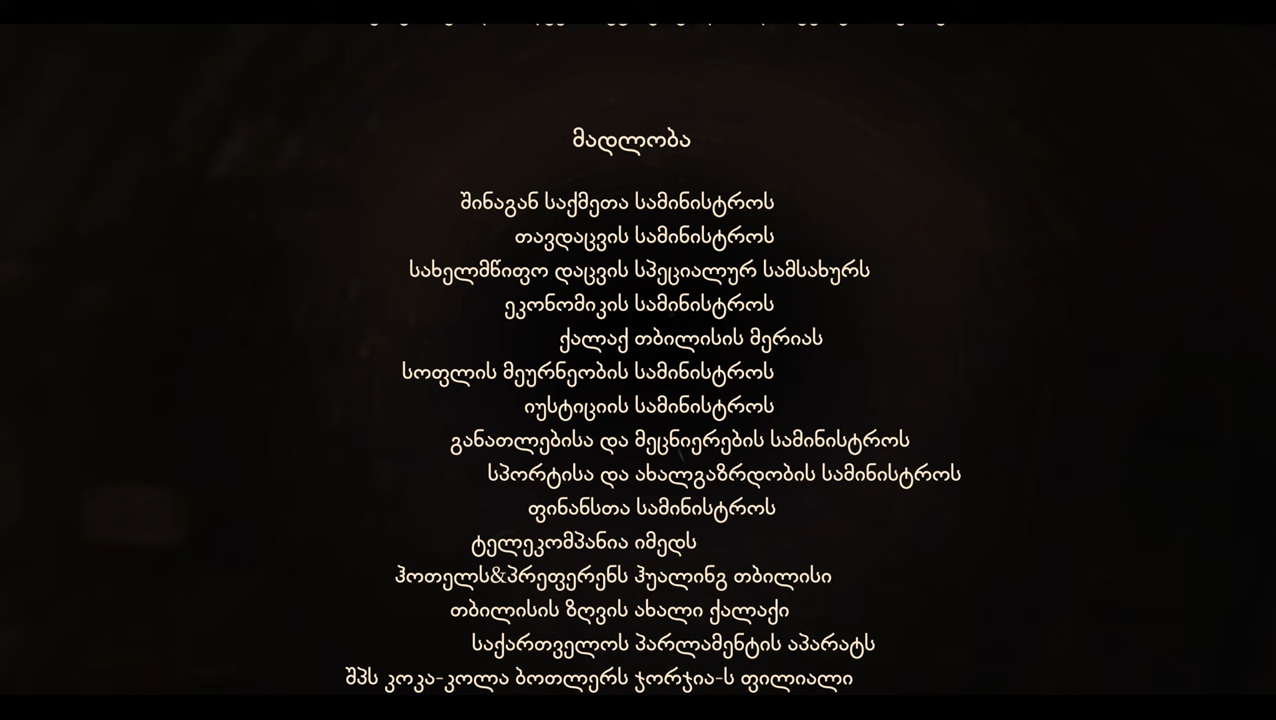 მადლობა
შინაგან საქმეთა სამინისტროს
თავდაცვის სამინისტროს
სახელმწიფო დაცვის სპეციალურ სამსახურს
ეკონომიკის სამინისტროს
ქალაქ თბილისის მერიას
სოფლის მეურნეობის სამინისტროს
იუსტიციის სამინისტროს
განათლებისა და მეცნიერების სამინისტროს
სპორტისა და ახალგაზრდობის სამინისტროს
ფინანსთა სამინისტროს
ტელეკომპანია იმედს
ჰოთელს&პრეფერენს ჰუალინგ თბილისი
თბილისის ზღვის ახალი ქალაქი
საქართველოს პარლამენტის აპარატს
შპს კოკა-კოლა ბოთლერს ჯორჯია-ს ფილიალი